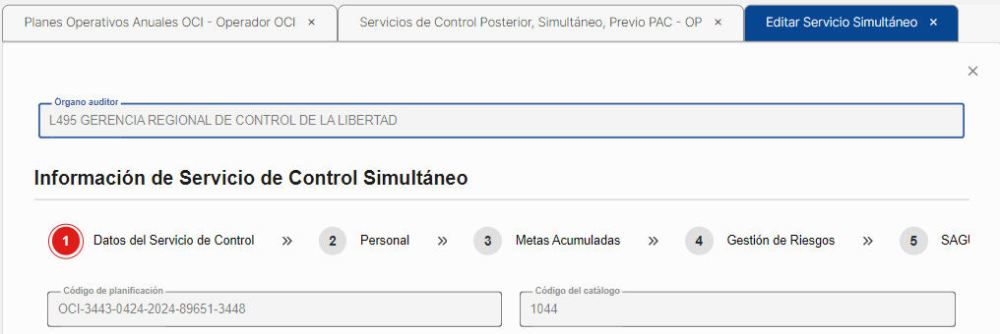 Planes Operativos Anuales OCI - Operador OCI ×
Servicios de Control Posterior, Simultáneo, Previo PAC - OP ×
Editar Servicio Simultáneo ×
×
Órgano auditor
L495 GERENCIA REGIONAL DE CONTROL DE LA LIBERTAD
Información de Servicio de Control Simultáneo
1 Datos del Servicio de Control » 2 Personal » 3 Metas Acumuladas » 4 Gestión de Riesgos » 5 SAGU
Código de planificación
OCI-3443-0424-2024-89651-3448
Código del catálogo
1044